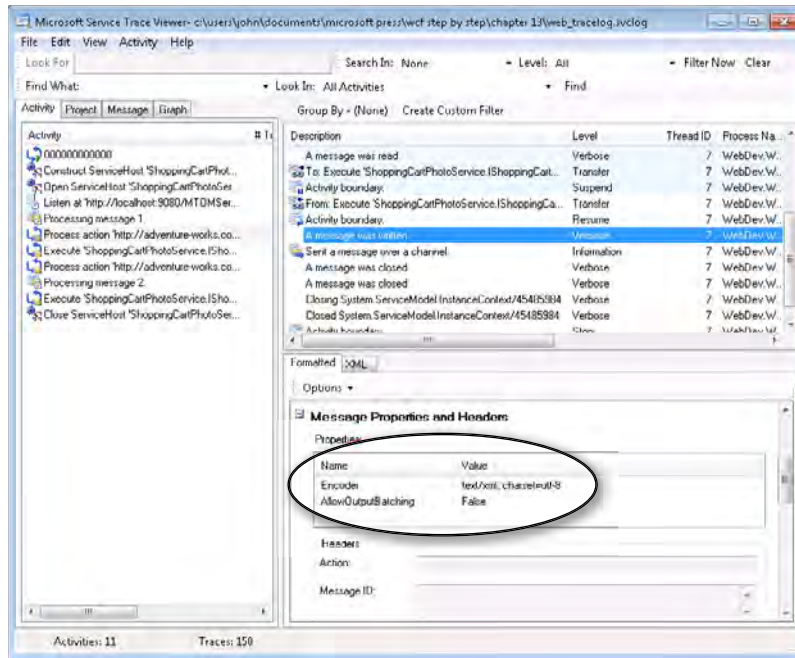 Microsoft Service Trace Viewer- c:\users\john\documents\microsoft press\wcf step by step\chapter 13\web_tracelog.svclog
File Edit View Activity Help
Look For Search In: None Level: All Filter Now Clear
Find What: Look In: All Activities Find
Activity Project Message Graph
Group By - (None) Create Custom Filter
Activity # Tr
000000000000
Construct ServiceHost 'ShoppingCartPhot...
Open ServiceHost 'ShoppingCartPhotoSer
Listen at 'http://localhost:9080/MTOMSer...
Processing message 1.
Process action 'http://adventure-works.co...
Execute 'ShoppingCartPhotoService.ISho...
Process action 'http://adventure-works.co...
Processing message 2.
Execute 'ShoppingCartPhotoService.ISho...
Close ServiceHost 'ShoppingCartPhotoSer...
Description Level Thread ID Process Na...
A message was read Verbose 7 WebDev.W...
To: Execute 'ShoppingCartPhotoService.IShoppingCart... Transfer 7 WebDev.W...
Activity boundary. Suspend 7 WebDev.W...
From: Execute 'ShoppingCartPhotoService.IShoppingCa... Transfer 7 WebDev.W...
Activity boundary. Resume 7 WebDev.W...
A message was written Verbose 7 WebDev.W...
Sent a message over a channel. Information 7 WebDev.W...
A message was closed Verbose 7 WebDev.W...
A message was closed Verbose 7 WebDev.W...
Closing System.ServiceModel.InstanceContext/45485984 Verbose 7 WebDev.W...
Closed System.ServiceModel.InstanceContext/45485984 Verbose 7 WebDev.W...
Activity boundary. Stop 7 WebDev.W...
Formatted XML
Options
Message Properties and Headers
Properties:
Name Value
Encoder text/xml; charset=utf-8
AllowOutputBatching False
Headers
Action:
Message ID:
Activities: 11 Traces: 150